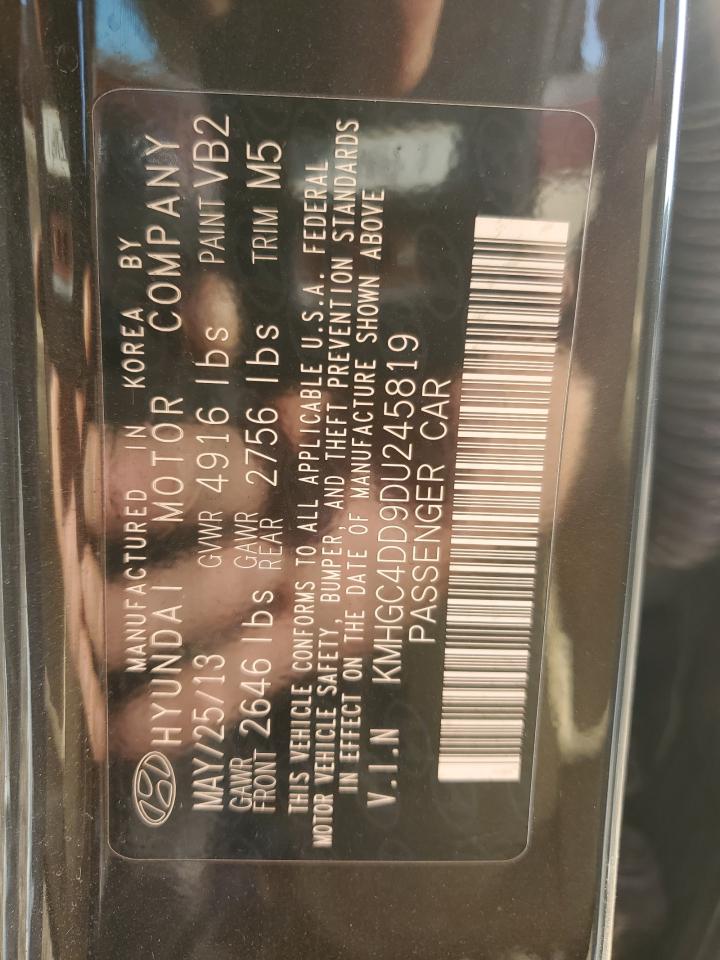 MANUFACTURED IN KOREA BY
HYUNDAI MOTOR COMPANY
MAY/25/13 GVWR 4916 lbs PAINT VB2
GAWR FRONT 2646 lbs GAWR REAR 2756 lbs TRIM M5
THIS VEHICLE CONFORMS TO ALL APPLICABLE U.S.A. FEDERAL
MOTOR VEHICLE SAFETY, BUMPER, AND THEFT PREVENTION STANDARDS
IN EFFECT ON THE DATE OF MANUFACTURE SHOWN ABOVE
V.I.N KMHGC4DD9DU245819
PASSENGER CAR